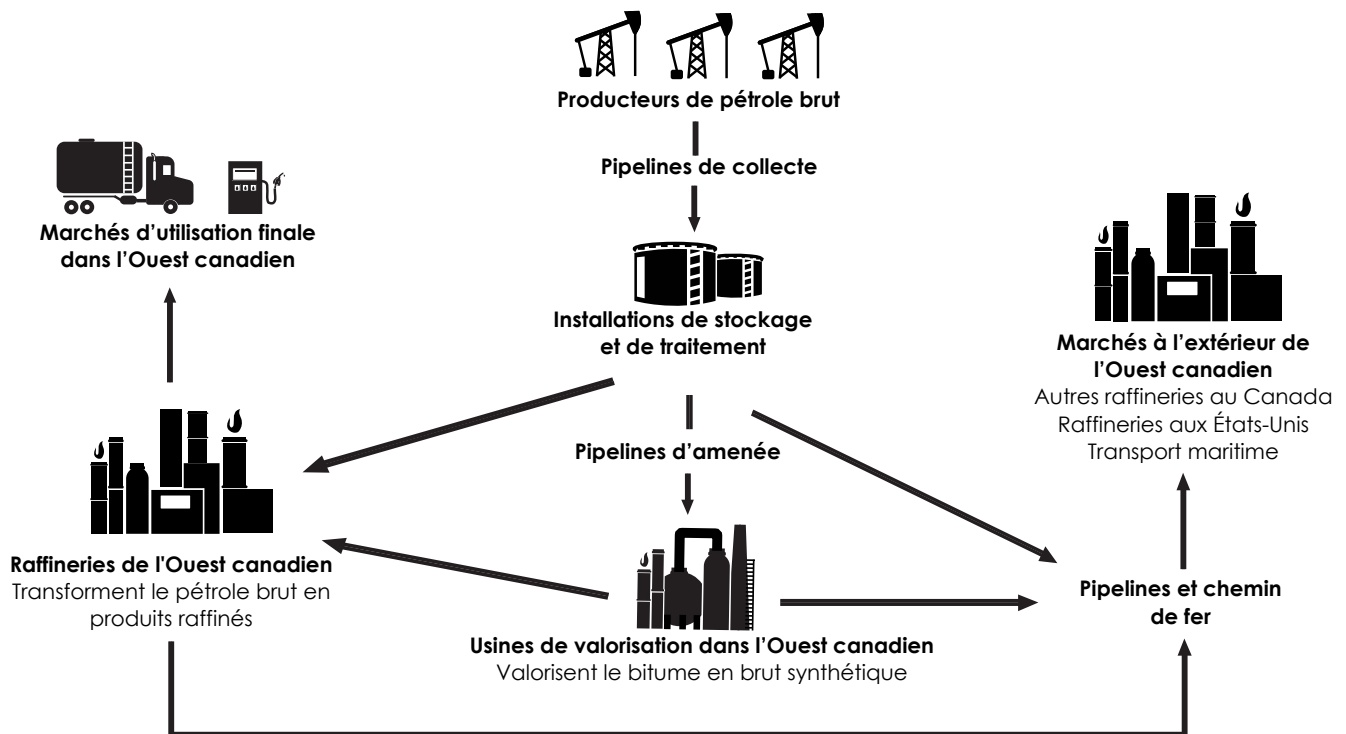 Producteurs de pétrole brut
Pipelines de collecte
Marchés d'utilisation finale
dans l'Ouest canadien
Installations de stockage
et de traitement
Marchés à l'extérieur de
l'Ouest canadien
Autres raffineries au Canada
Raffineries aux États-Unis
Transport maritime
Pipelines d'amenée
Raffineries de l'Ouest canadien
Transforment le pétrole brut en
produits raffinés
Usines de valorisation dans l'Ouest canadien
Valorisent le bitume en brut synthétique
Pipelines et chemin
de fer